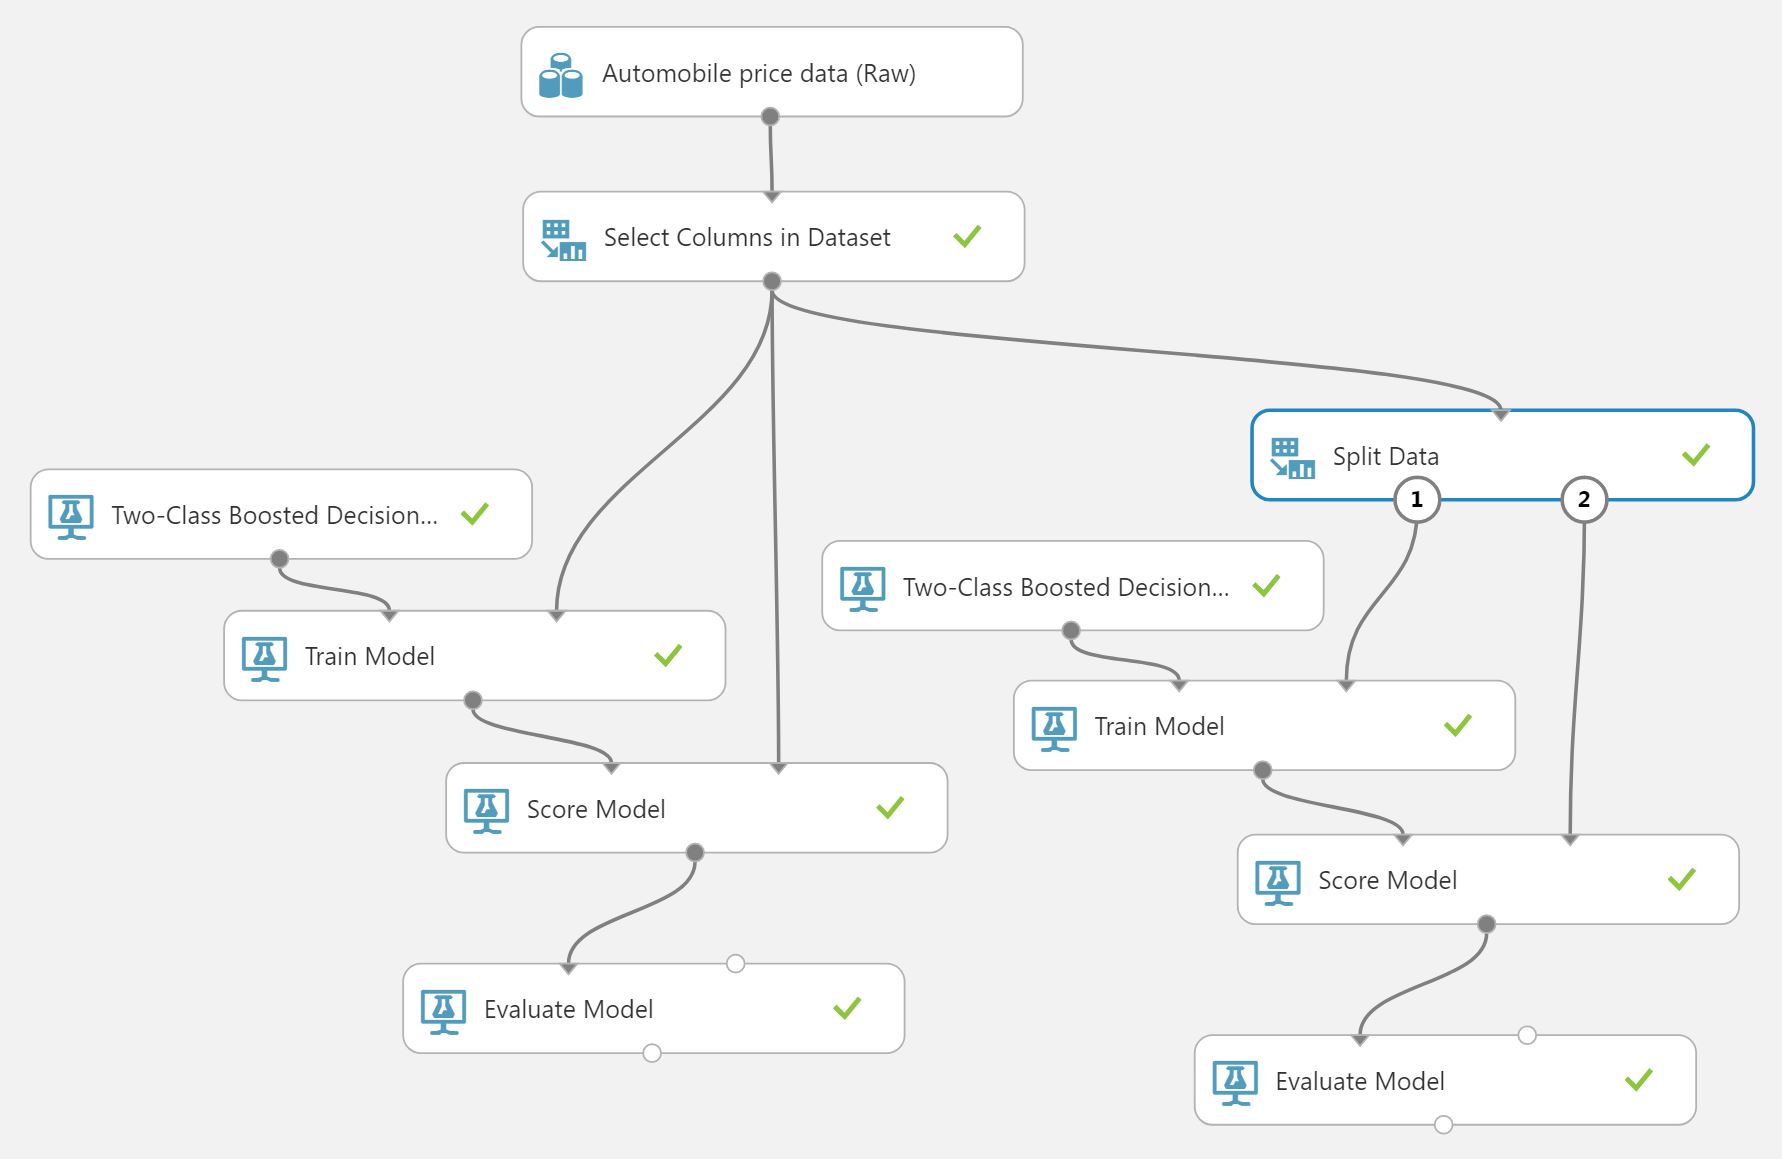 Automobile price data (Raw)
Select Columns in Dataset
Split Data
1
2
Two-Class Boosted Decision...
Two-Class Boosted Decision...
Train Model
Train Model
Score Model
Score Model
Evaluate Model
Evaluate Model